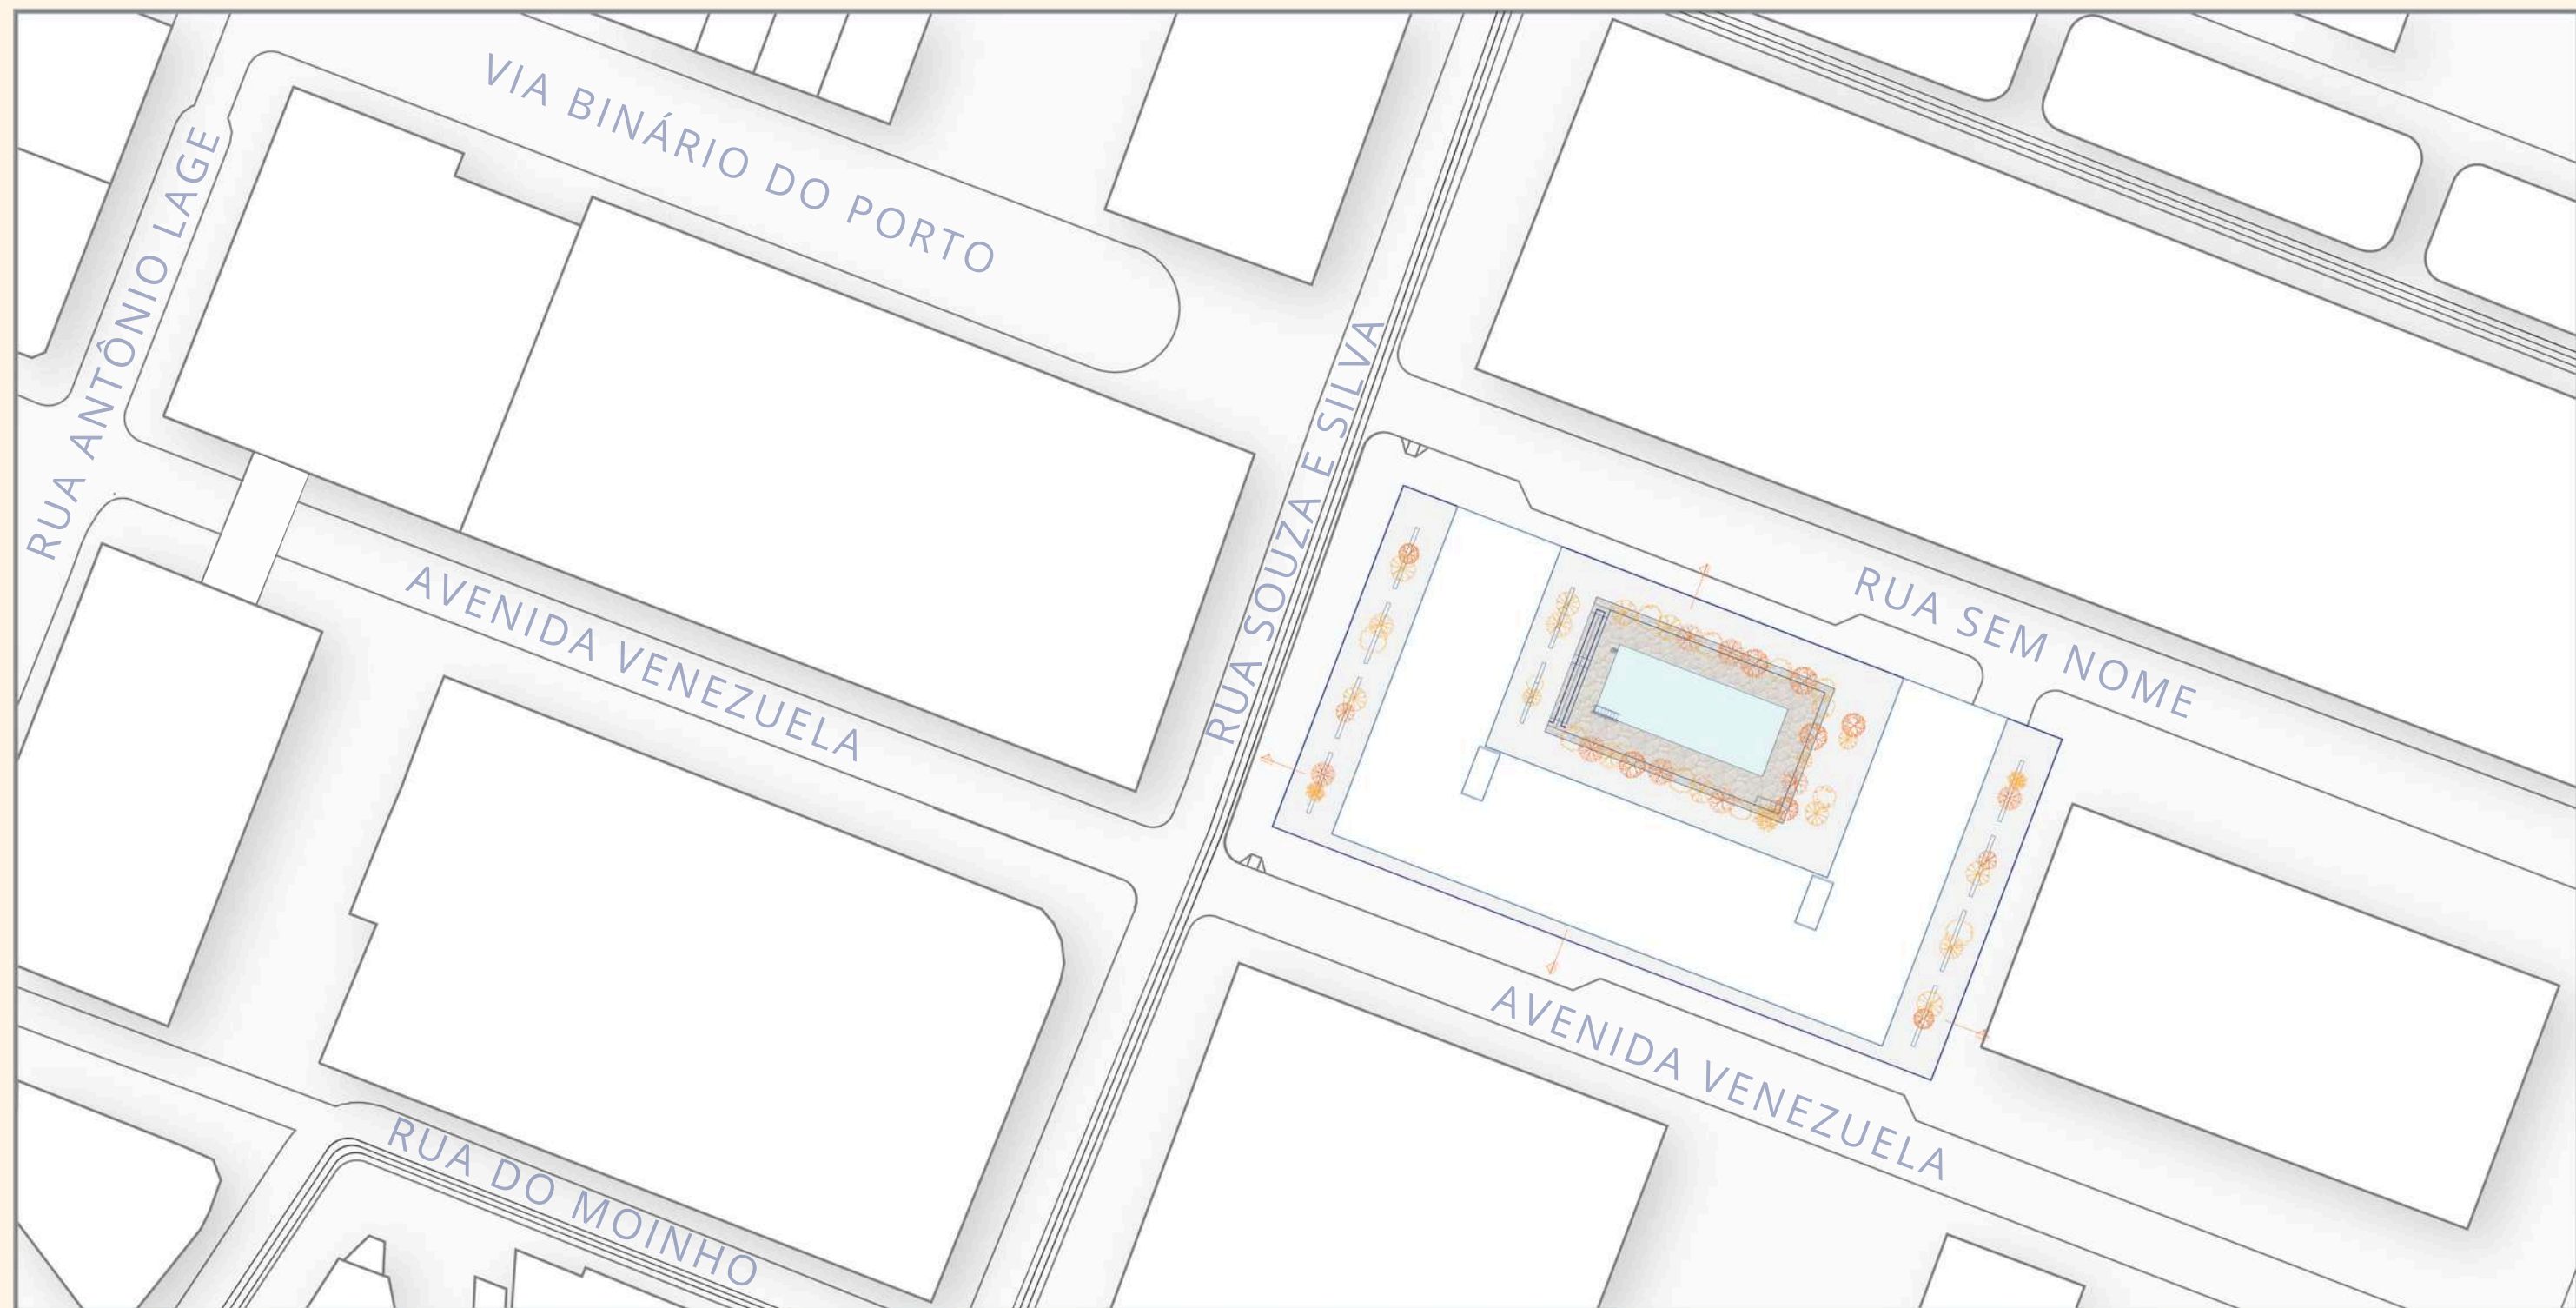 VIA BINÁRIO DO PORTO
RUA ANTÔNIO LAGE
RUA SOUZA E SILVA
RUA SEM NOME
AVENIDA VENEZUELA
AVENIDA VENEZUELA
RUA DO MOINHO